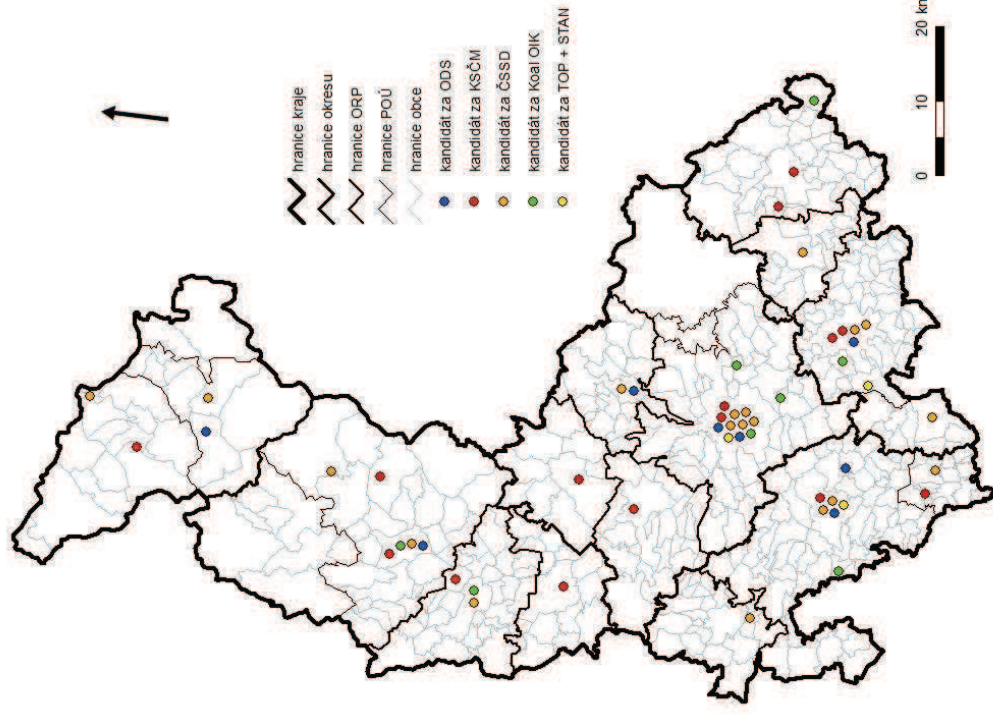 hranice kraje
hranice okresu
hranice ORP
hranice POÚ
hranice obce
kandidát za ODS
kandidát za KSČM
kandidát za ČSSD
kandidát za Koal OIK
kandidát za TOP + STAN
0 10 20 km